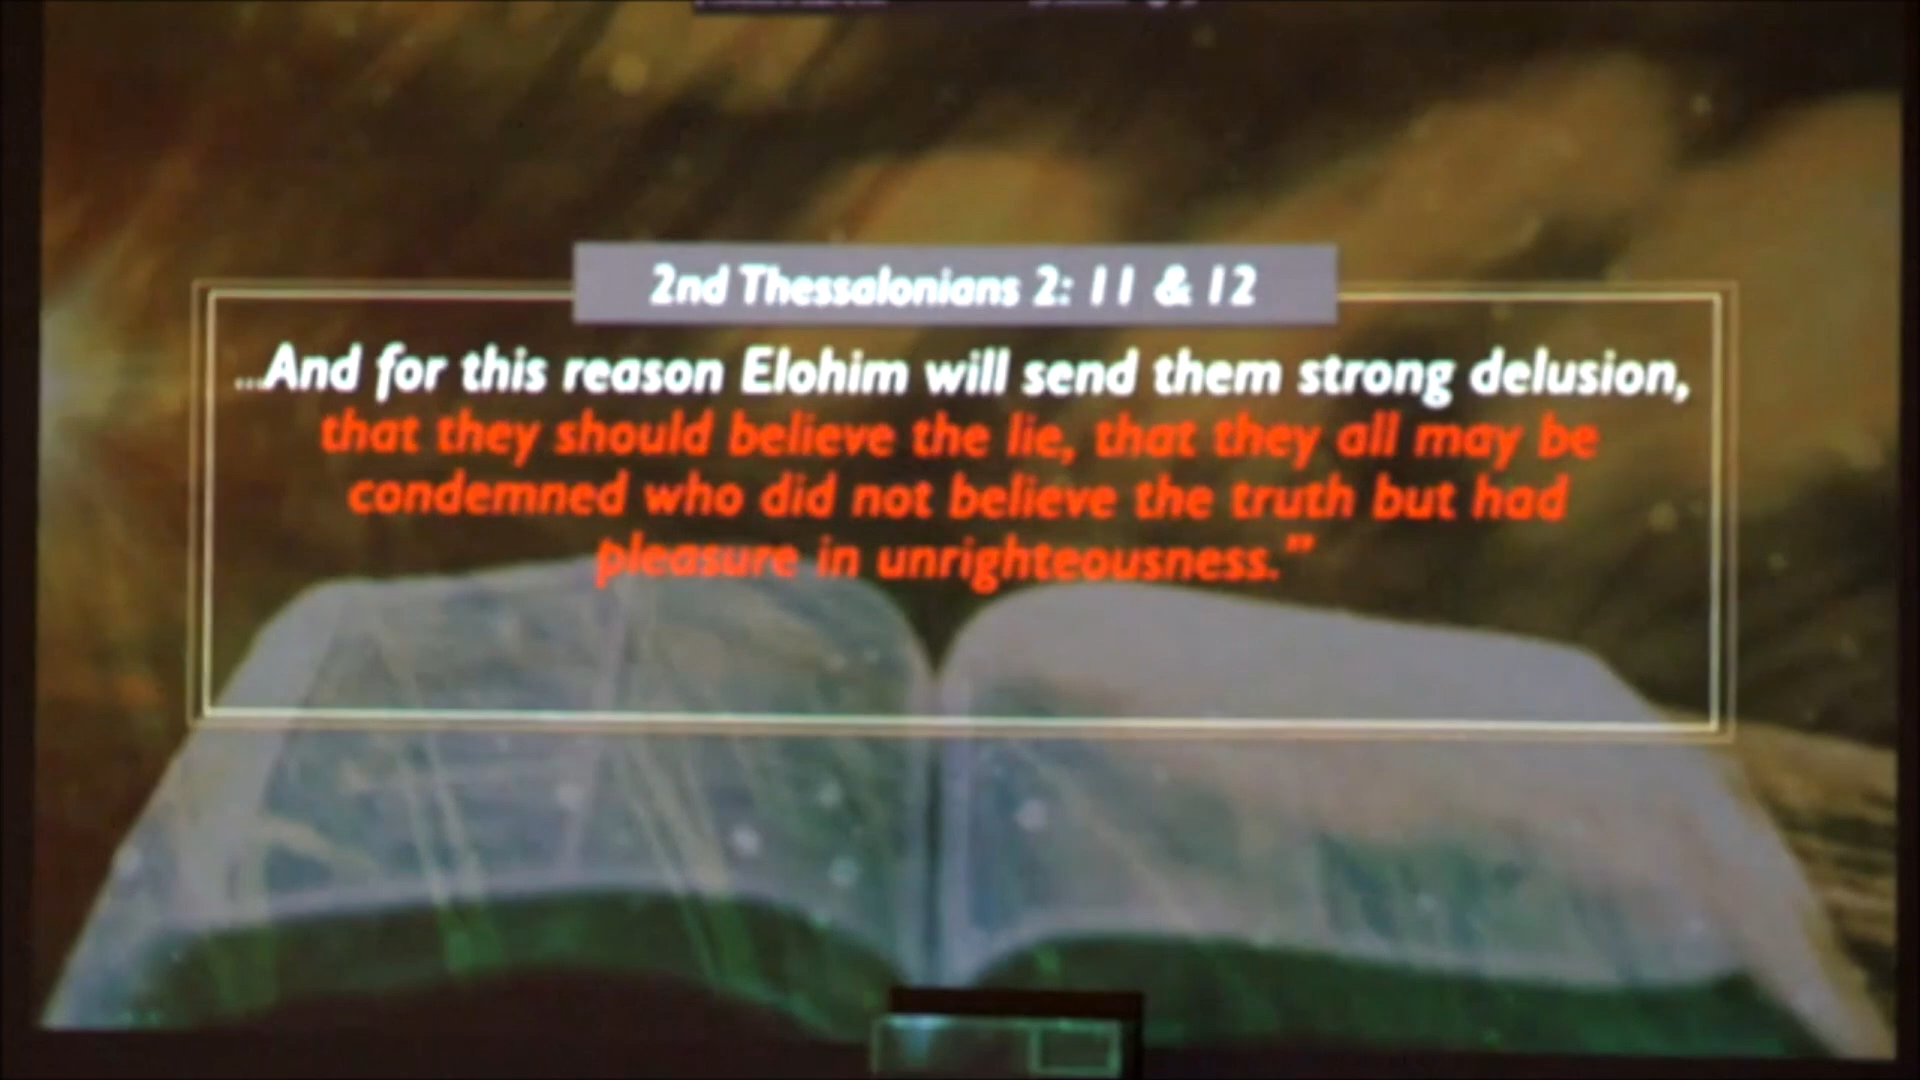 2nd Thessalonians 2: 11 & 12
...And for this reason Elohim will send them strong delusion,
that they should believe the lie, that they all may be
condemned who did not believe the truth but had
pleasure in unrighteousness.”